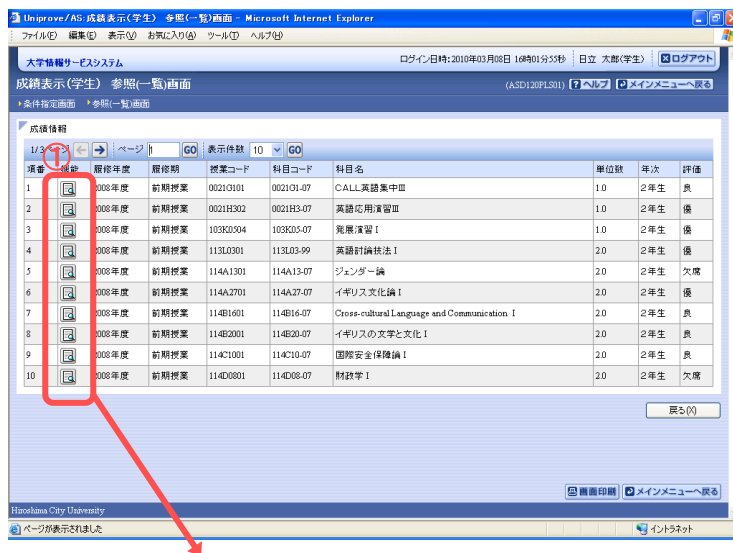 Uniprove/AS:成績表示(学生) 参照(一覧)画面 - Microsoft Internet Explorer
ファイル(F) 編集(E) 表示(V) お気に入り(A) ツール(T) ヘルプ(H)
大学情報サービスシステム ログイン日時:2010年03月08日 16時01分55秒 日立 太郎(学生) ログアウト
成績表示(学生) 参照(一覧)画面 (ASD120PLS01) ヘルプ メインメニューへ戻る
条件指定画面 参照(一覧)画面
成績情報
1/3 ページ 1 GO 表示件数 10 GO
①
項番 機能 履修年度 履修期 授業コード 科目コード 科目名 単位数 年次 評価
1 2008年度 前期授業 0021G101 0021G1-07 CALL英語集中Ⅲ 1.0 2年生 良
2 2008年度 前期授業 0021H302 0021H3-07 英語応用演習Ⅲ 1.0 2年生 優
3 2008年度 前期授業 103K0504 103K05-07 発展演習Ⅰ 1.0 2年生 優
4 2008年度 前期授業 113L0301 113L03-99 英語討論技法Ⅰ 2.0 2年生 優
5 2008年度 前期授業 114A1301 114A13-07 ジェンダー論 2.0 2年生 欠席
6 2008年度 前期授業 114A2701 114A27-07 イギリス文化論Ⅰ 2.0 2年生 優
7 2008年度 前期授業 114B1601 114B16-07 Cross-cultural Language and Communication Ⅰ 2.0 2年生 良
8 2008年度 前期授業 114B2001 114B20-07 イギリスの文学と文化Ⅰ 2.0 2年生 良
9 2008年度 前期授業 114C1001 114C10-07 国際安全保障論Ⅰ 2.0 2年生 良
10 2008年度 前期授業 114D0801 114D08-07 財政学Ⅰ 2.0 2年生 欠席
戻る(X)
画面印刷 メインメニューへ戻る
Hiroshima City University
ページが表示されました イントラネット